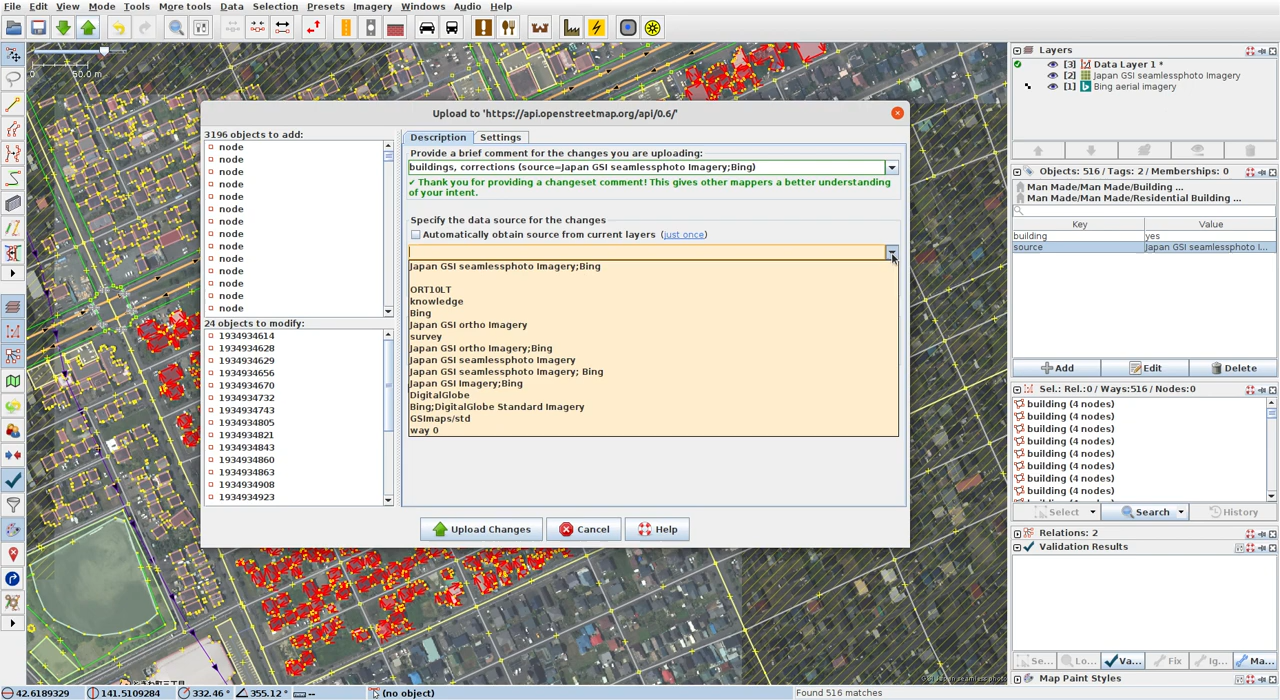 File Edit View Mode Tools More tools Data Selection Presets Imagery Windows Audio Help
0 50.0 m
Upload to 'https://api.openstreetmap.org/api/0.6/'
3196 objects to add:
node
node
node
node
node
node
node
node
node
node
node
node
node
node
24 objects to modify:
1934934614
1934934628
1934934629
1934934656
1934934670
1934934732
1934934743
1934934805
1934934821
1934934843
1934934860
1934934863
1934934908
1934934923
Description Settings
Provide a brief comment for the changes you are uploading:
buildings, corrections (source=Japan GSI seamlessphoto Imagery;Bing)
✔ Thank you for providing a changeset comment! This gives other mappers a better understanding
of your intent.
Specify the data source for the changes
Automatically obtain source from current layers (just once)
Japan GSI seamlessphoto Imagery;Bing
ORT10LT
knowledge
Bing
Japan GSI ortho Imagery
survey
Japan GSI ortho Imagery;Bing
Japan GSI seamlessphoto Imagery
Japan GSI seamlessphoto Imagery; Bing
Japan GSI Imagery;Bing
DigitalGlobe
Bing;DigitalGlobe Standard Imagery
GSImaps/std
way 0
Upload Changes Cancel Help
Layers
[3] Data Layer 1 *
[2] Japan GSI seamlessphoto Imagery
[1] Bing aerial imagery
Objects: 516 / Tags: 2 / Memberships: 0
Man Made/Man Made/Building ...
Man Made/Man Made/Residential Building ...
Key Value
building yes
source Japan GSI seamlessphoto I...
Add Edit Delete
Sel.: Rel.:0 / Ways:516 / Nodes:0
building (4 nodes)
building (4 nodes)
building (4 nodes)
building (4 nodes)
building (4 nodes)
building (4 nodes)
building (4 nodes)
building (4 nodes)
Select Search History
Relations: 2
Validation Results
Se... Lo... Va... Fix Ig... Ma...
Map Paint Styles
42.6189329 141.5109284 332.46 ° 355.12 ° -- (no object) Found 516 matches